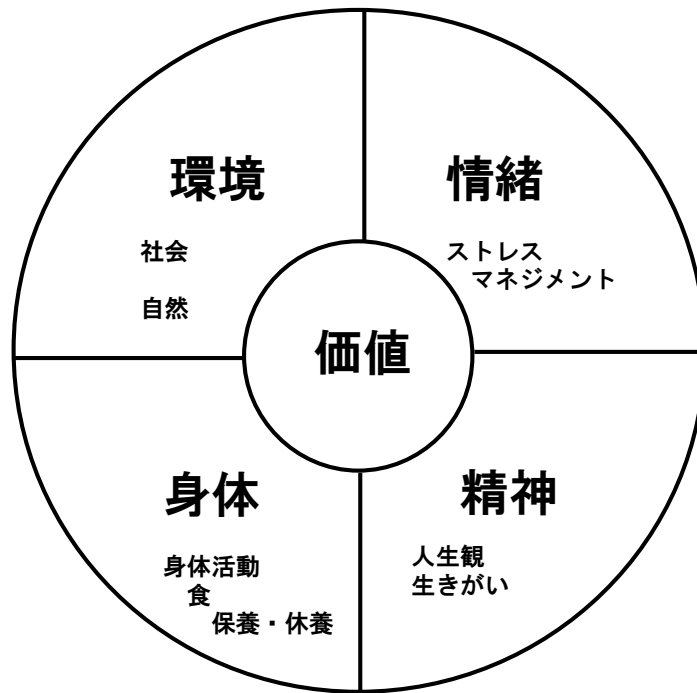 環境
社会
自然
情緒
ストレス
マネジメント
価値
身体
身体活動
食
保養・休養
精神
人生観
生きがい